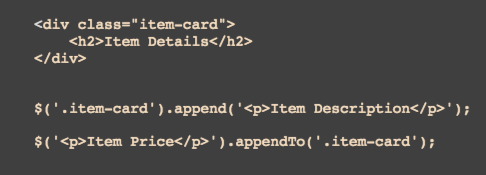 <div class="item-card">
    <h2>Item Details</h2>
</div>
$('.item-card').append('<p>Item Description</p>');
$('<p>Item Price</p>').appendTo('.item-card');